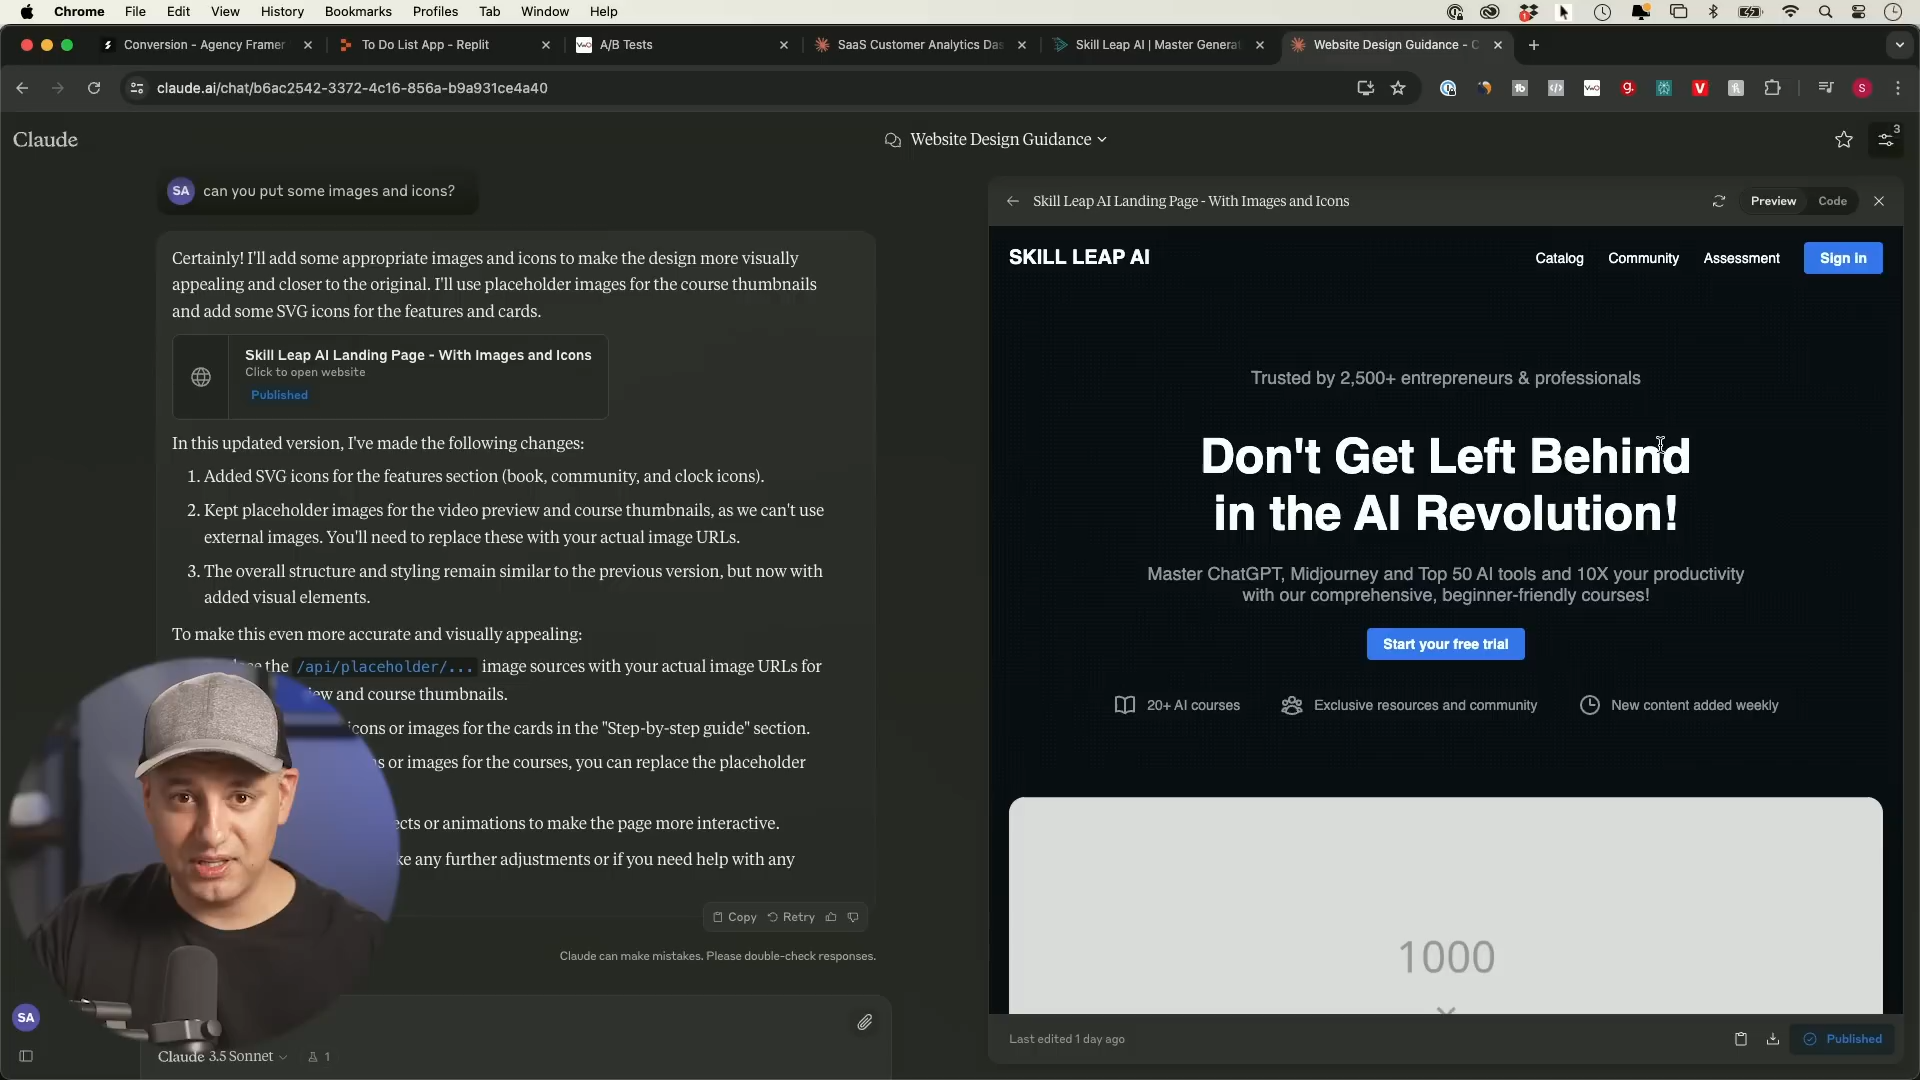 Chrome File Edit View History Bookmarks Profiles Tab Window Help
Conversion - Agency Framer
To Do List App - Replit
A/B Tests
SaaS Customer Analytics Das
Skill Leap AI | Master Generat
Website Design Guidance - C
claude.ai/chat/b6ac2542-3372-4c16-856a-b9a931ce4a40
Claude
Website Design Guidance
3
SA can you put some images and icons?
Certainly! I'll add some appropriate images and icons to make the design more visually
appealing and closer to the original. I'll use placeholder images for the course thumbnails
and add some SVG icons for the features and cards.
Skill Leap AI Landing Page - With Images and Icons
Click to open website
Published
In this updated version, I've made the following changes:
1. Added SVG icons for the features section (book, community, and clock icons).
2. Kept placeholder images for the video preview and course thumbnails, as we can't use
external images. You'll need to replace these with your actual image URLs.
3. The overall structure and styling remain similar to the previous version, but now with
added visual elements.
To make this even more accurate and visually appealing:
the /api/placeholder/... image sources with your actual image URLs for
and course thumbnails.
icons or images for the cards in the "Step-by-step guide" section.
or images for the courses, you can replace the placeholder
or animations to make the page more interactive.
any further adjustments or if you need help with any
Copy Retry
Claude can make mistakes. Please double-check responses.
SA
Claude 3.5 Sonnet 1
Skill Leap AI Landing Page - With Images and Icons
Preview Code
SKILL LEAP AI
Catalog Community Assessment Sign in
Trusted by 2,500+ entrepreneurs & professionals
Don't Get Left Behind
in the AI Revolution!
Master ChatGPT, Midjourney and Top 50 AI tools and 10X your productivity
with our comprehensive, beginner-friendly courses!
Start your free trial
20+ AI courses
Exclusive resources and community
New content added weekly
1000
Last edited 1 day ago
Published